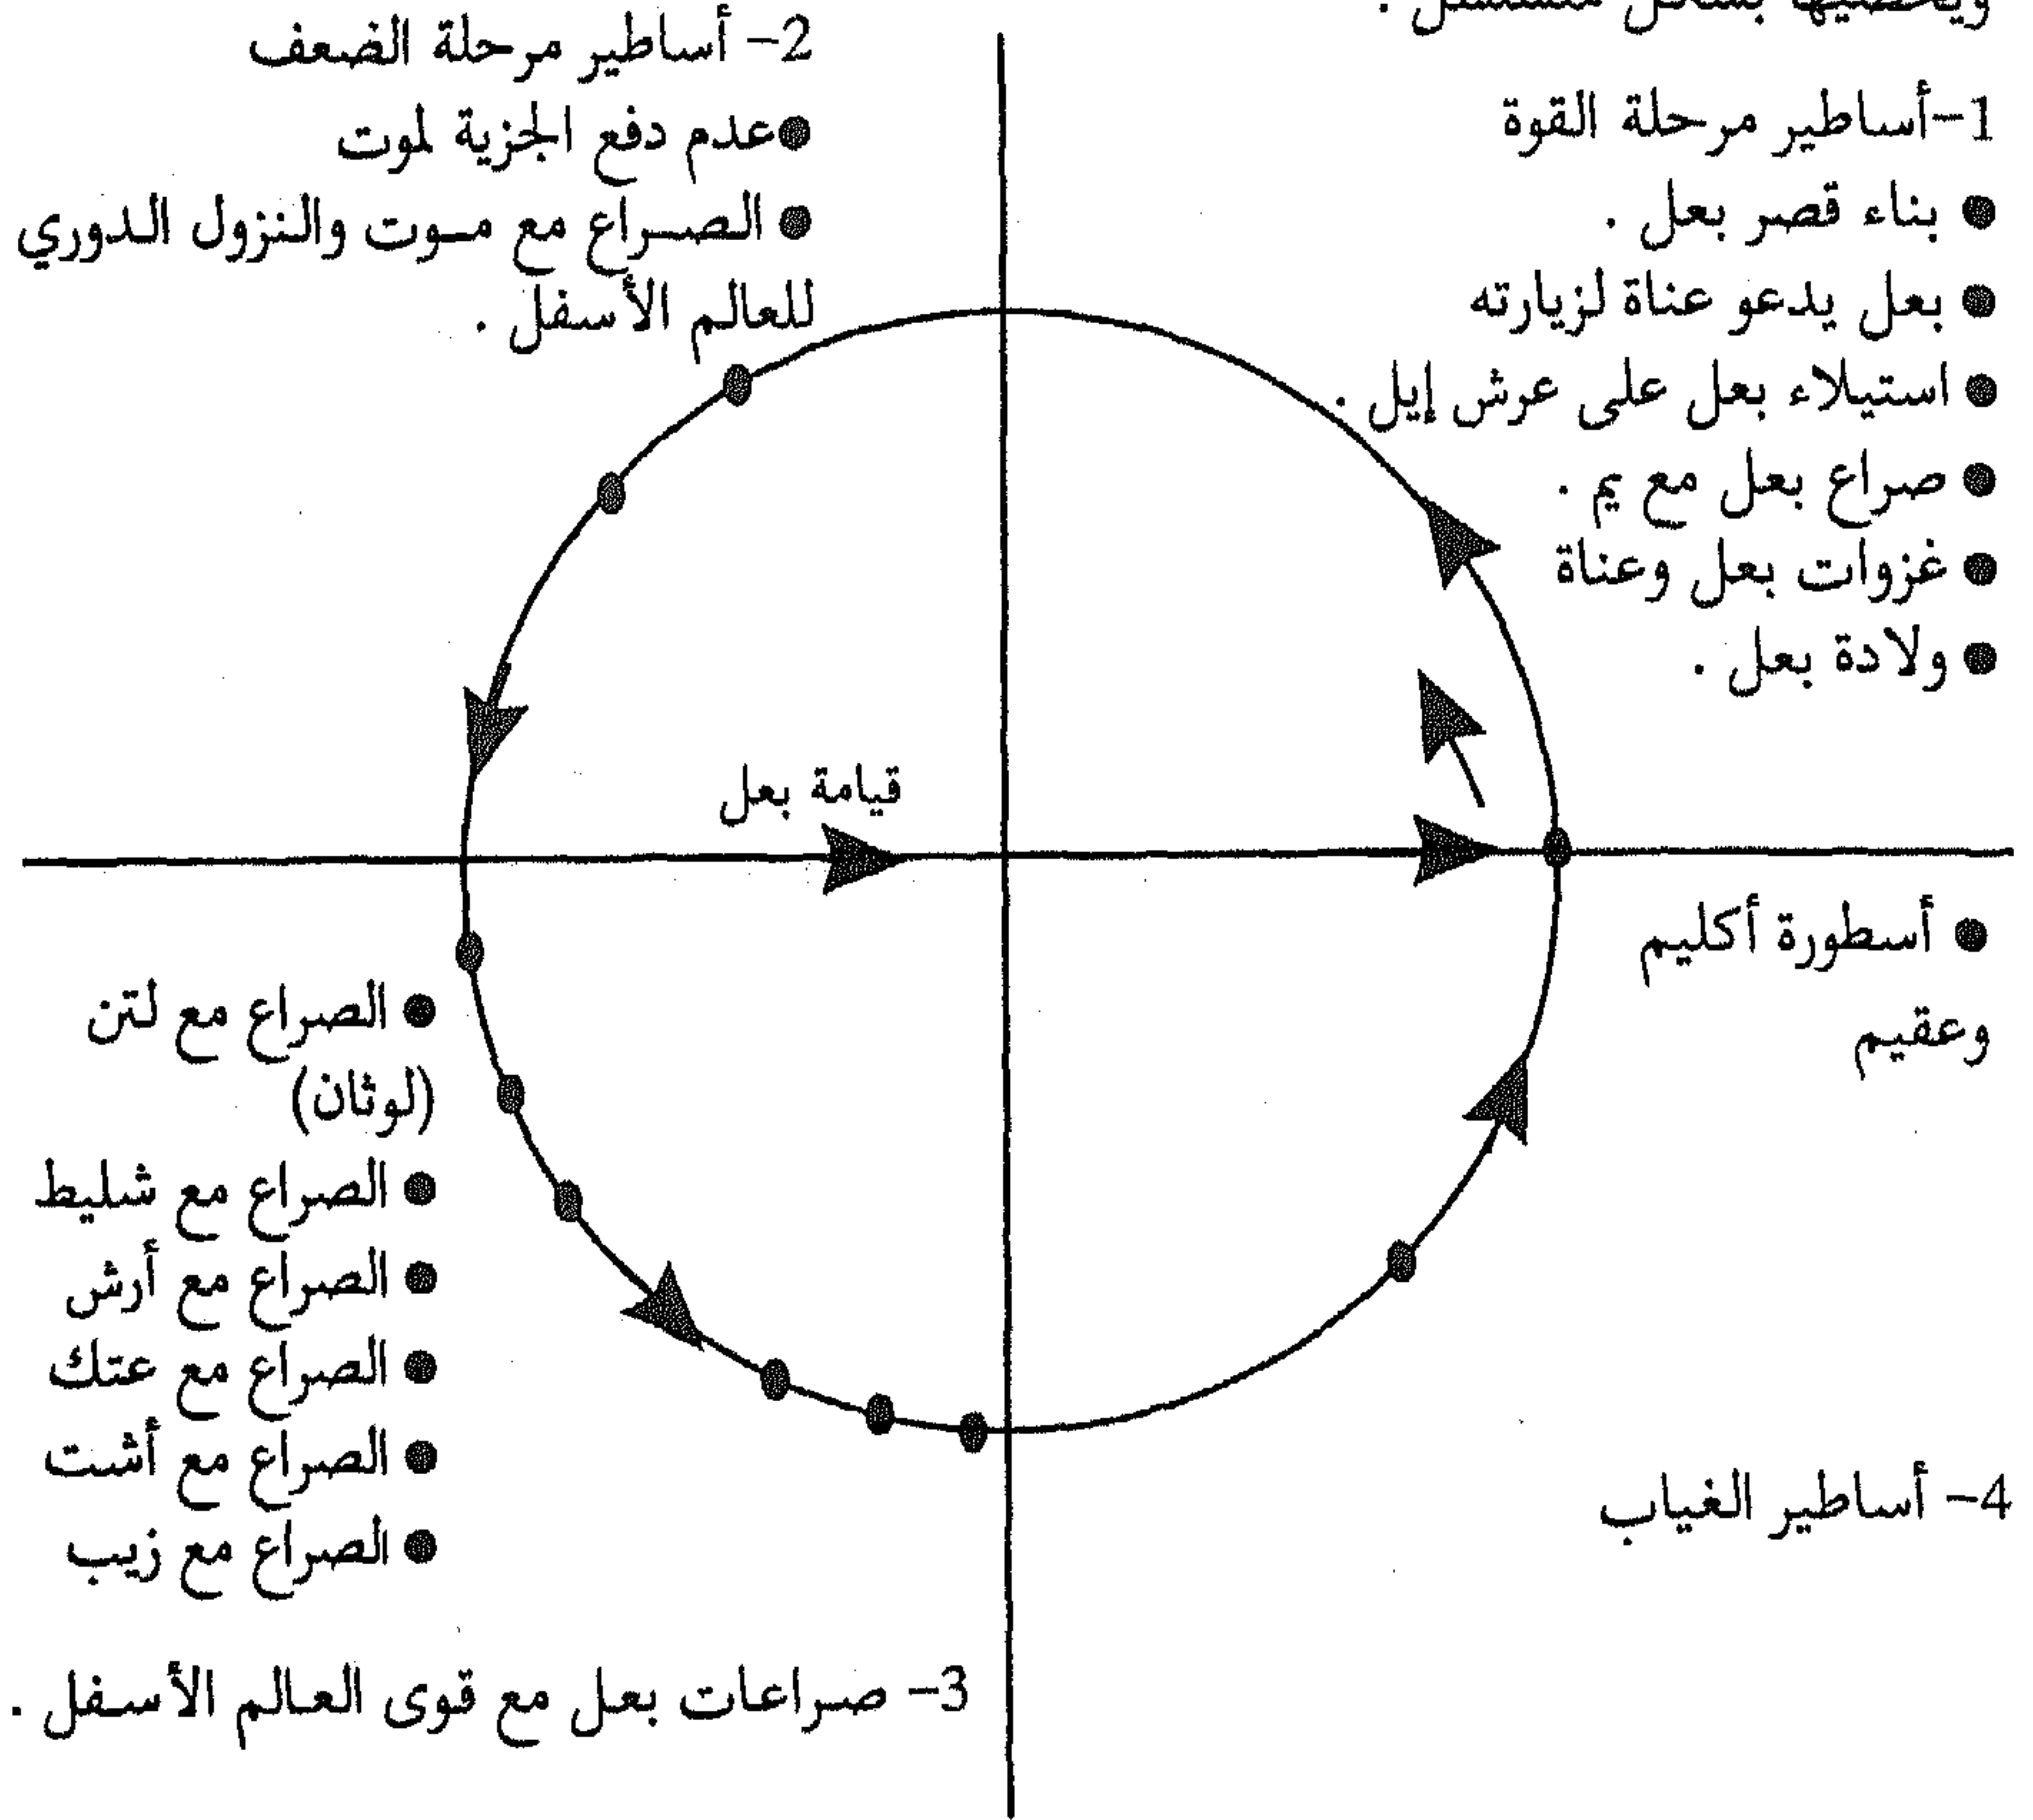 1- أساطير مرحلة القوة
● بناء قصر بعل .
● بعل يدعو عناة لزيارته
● استيلاء بعل على عرش إيل .
● صراع بعل مع يم .
● غزوات بعل وعناة
● ولادة بعل .
2- أساطير مرحلة الضعف
● عدم دفع الجزية لموت
● الصراع مع موت والنزول الدوري
للعالم الأسفل .
قيامة بعل
● الصراع مع لتن
(لوثان)
● الصراع مع شليط
● الصراع مع أرش
● الصراع مع عتك
● الصراع مع أشت
● الصراع مع زيب
3- صراعات بعل مع قوى العالم الأسفل .
● أسطورة أكليم
وعقيم
4- أساطير الغياب